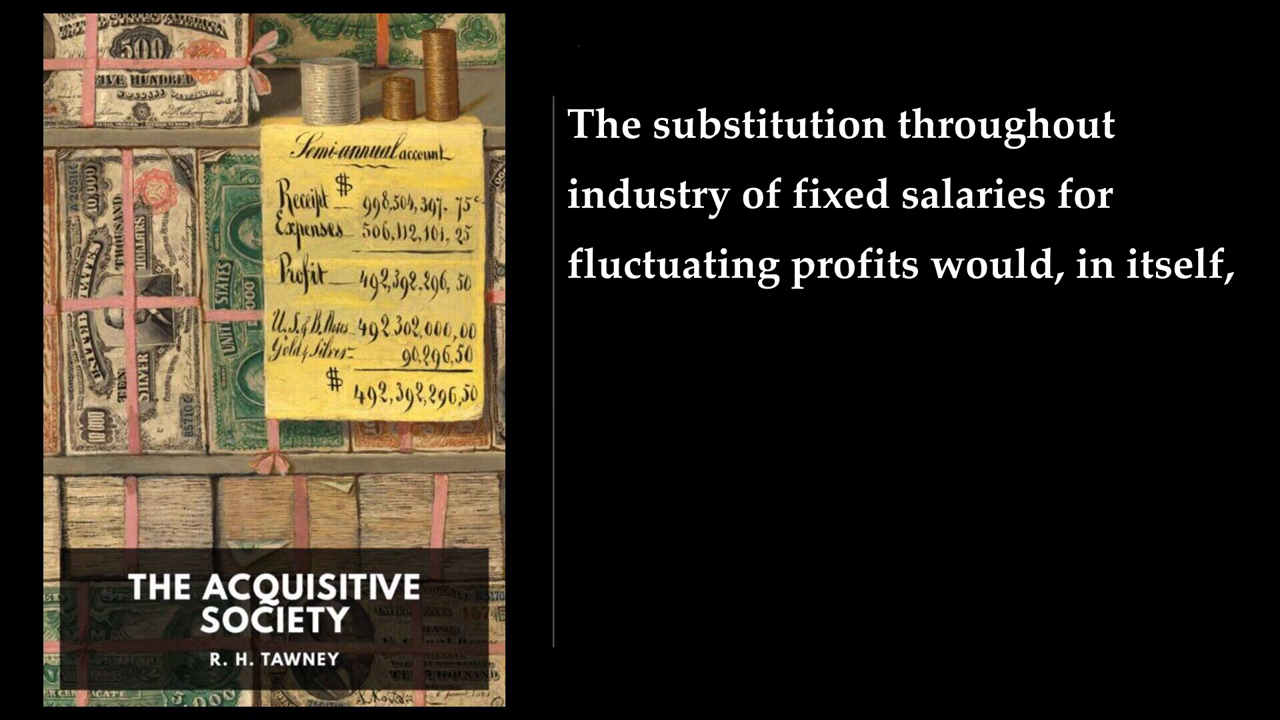 500
FIVE HUNDRED
Semi-annual account
$
Receipt 998,504,397. 75c
Expenses 506,112,101, 25
Profit 492,392,296, 50
U.S. & B. Notes 492.302,000,00
Gold & Silver 90,296,50
$ 492,392,296,50
THE ACQUISITIVE
SOCIETY
R. H. TAWNEY
The substitution throughout
industry of fixed salaries for
fluctuating profits would, in itself,